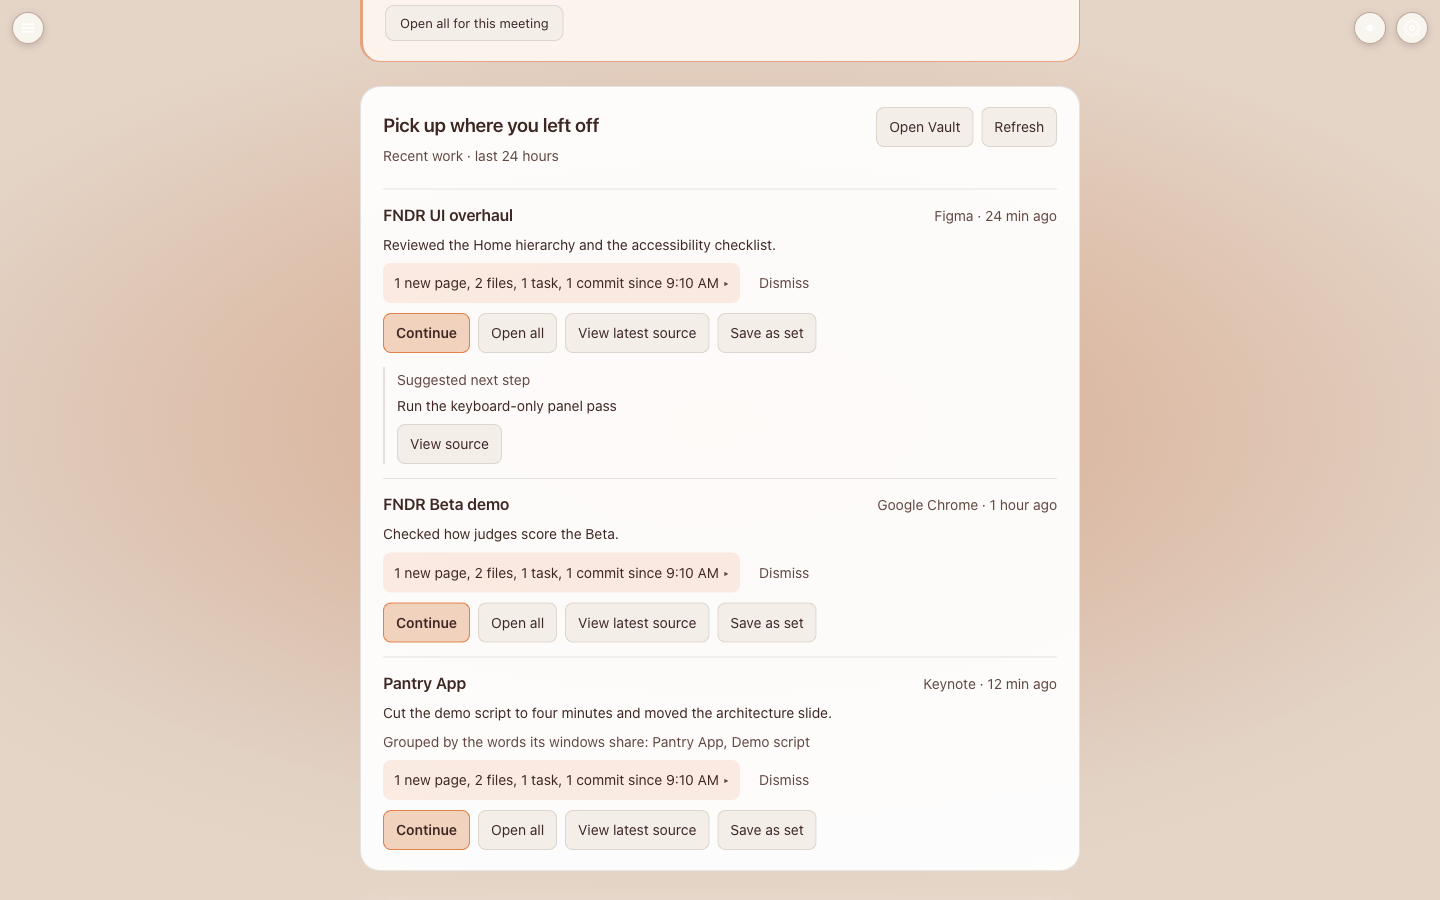 Open all for this meeting
Pick up where you left off
Open Vault
Refresh
Recent work · last 24 hours
FNDR UI overhaul
Figma · 24 min ago
Reviewed the Home hierarchy and the accessibility checklist.
1 new page, 2 files, 1 task, 1 commit since 9:10 AM ▸
Dismiss
Continue
Open all
View latest source
Save as set
Suggested next step
Run the keyboard-only panel pass
View source
FNDR Beta demo
Google Chrome · 1 hour ago
Checked how judges score the Beta.
1 new page, 2 files, 1 task, 1 commit since 9:10 AM ▸
Dismiss
Continue
Open all
View latest source
Save as set
Pantry App
Keynote · 12 min ago
Cut the demo script to four minutes and moved the architecture slide.
Grouped by the words its windows share: Pantry App, Demo script
1 new page, 2 files, 1 task, 1 commit since 9:10 AM ▸
Dismiss
Continue
Open all
View latest source
Save as set